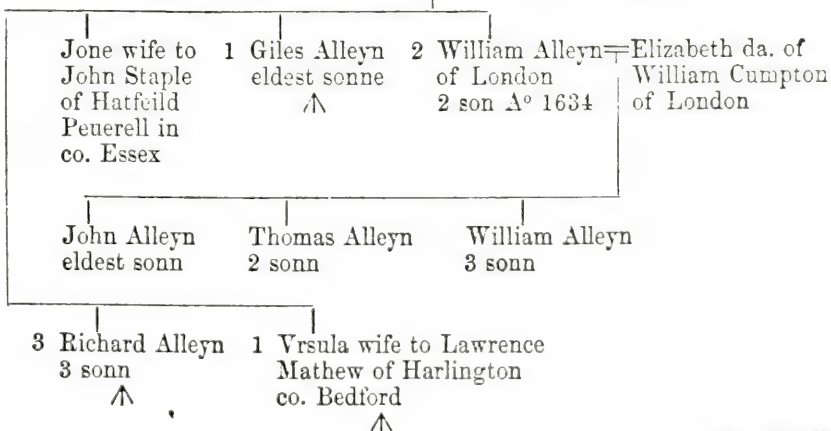 Jone wife to
John Staple
of Hatfeild
Peuerell in
co. Essex
1 Giles Alleyn
eldest sonne
2 William Alleyn
of London
2 son Aº 1634
Elizabeth da. of
William Cumpton
of London
John Alleyn
eldest sonn
Thomas Alleyn
2 sonn
William Alleyn
3 sonn
3 Richard Alleyn
3 sonn
1 Vrsula wife to Lawrence
Mathew of Harlington
co. Bedford